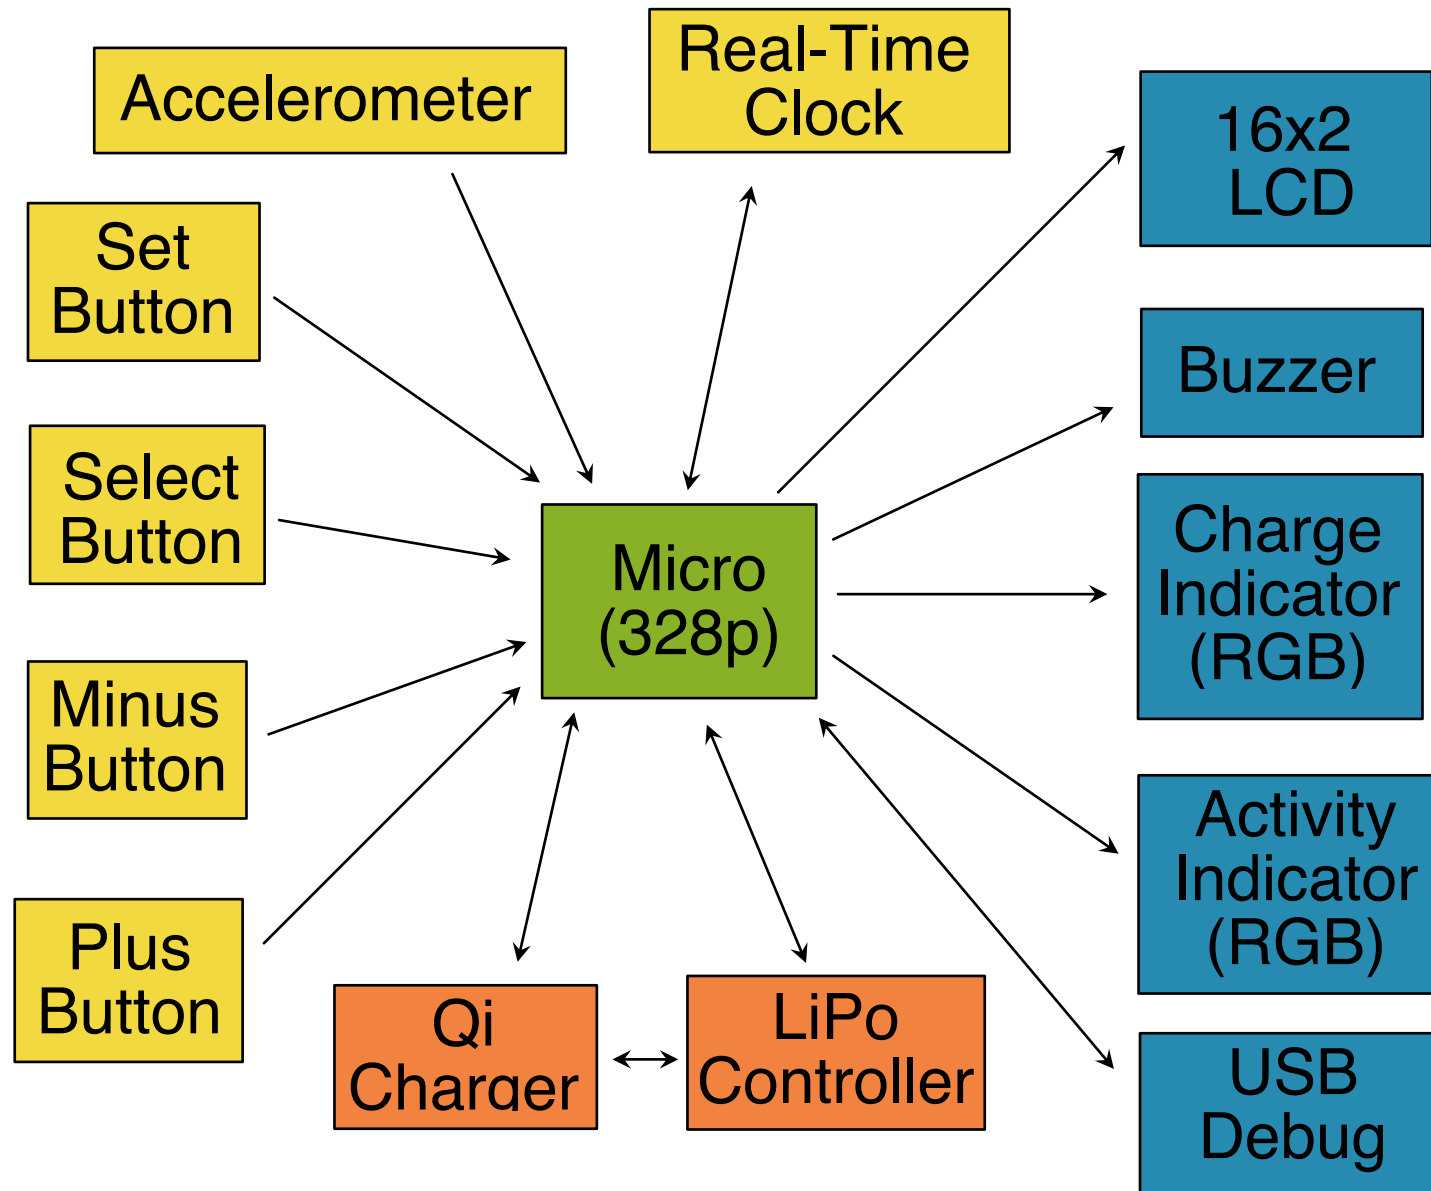 Accelerometer
Real-Time
Clock
16x2
LCD
Set
Button
Buzzer
Select
Button
Charge
Indicator
(RGB)
Micro
(328p)
Minus
Button
Activity
Indicator
(RGB)
Plus
Button
Qi
Charger
LiPo
Controller
USB
Debug